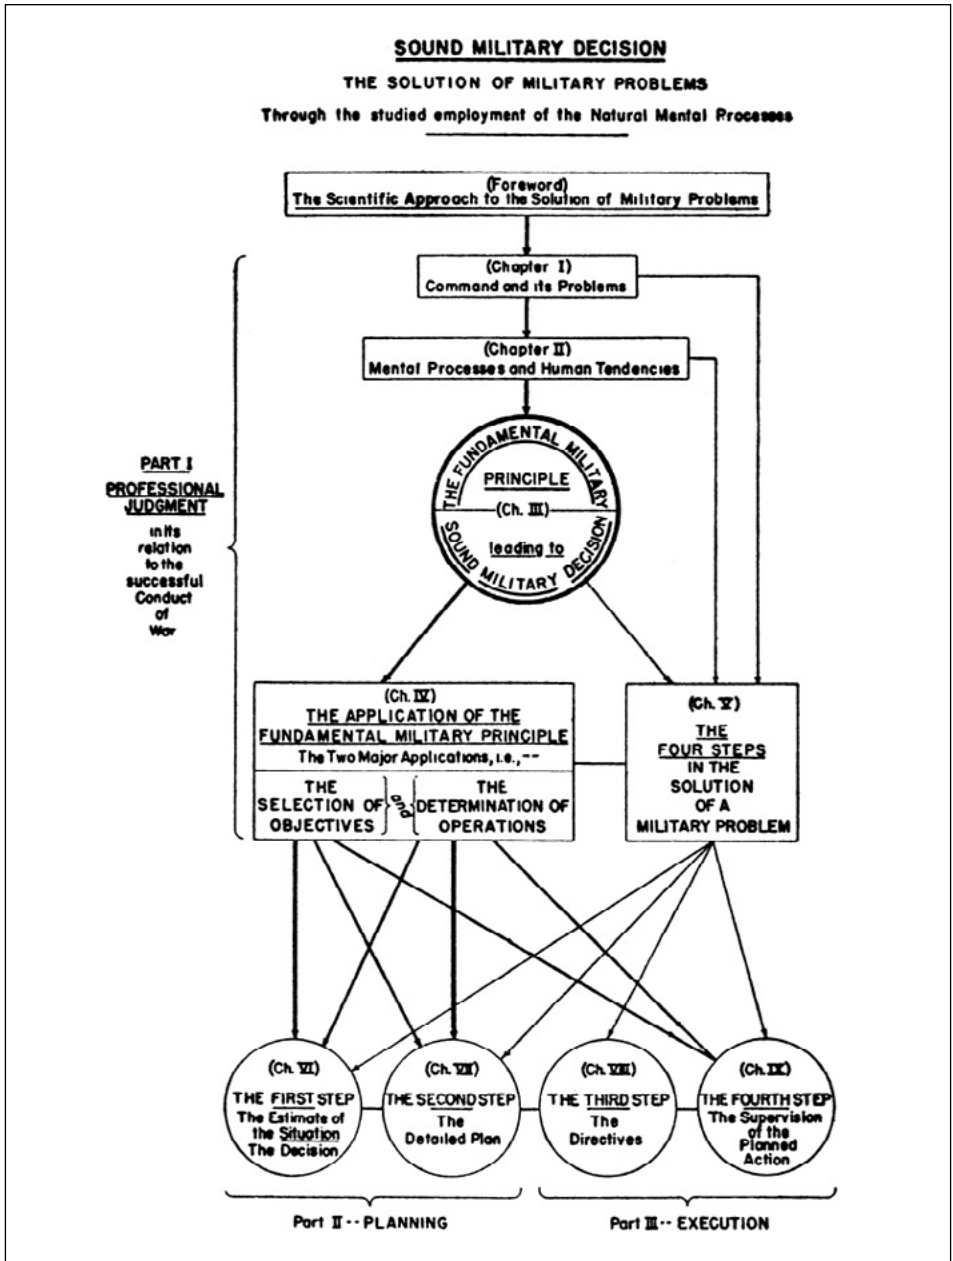 SOUND MILITARY DECISION
THE SOLUTION OF MILITARY PROBLEMS
Through the studied employment of the Natural Mental Processes
(Foreword)
The Scientific Approach to the Solution of Military Problems
(Chapter I)
Command and its Problems
(Chapter II)
Mental Processes and Human Tendencies
THE FUNDAMENTAL MILITARY
PRINCIPLE
(Ch. III)
leading to
SOUND MILITARY DECISION
PART I
PROFESSIONAL
JUDGMENT
in its
relation
to the
successful
Conduct
of
War
(Ch. IV)
THE APPLICATION OF THE
FUNDAMENTAL MILITARY PRINCIPLE
The Two Major Applications, i.e.,--
THE
SELECTION OF
OBJECTIVES
and
THE
DETERMINATION OF
OPERATIONS
(Ch. V)
THE
FOUR STEPS
IN THE
SOLUTION
OF A
MILITARY PROBLEM
(Ch. VI)
THE FIRST STEP
The Estimate of
the Situation
The Decision
(Ch. VII)
THE SECOND STEP
The
Detailed Plan
(Ch. VIII)
THE THIRD STEP
The
Directives
(Ch. IX)
THE FOURTH STEP
The Supervision
of the
Planned
Action
Part II -- PLANNING
Part III -- EXECUTION